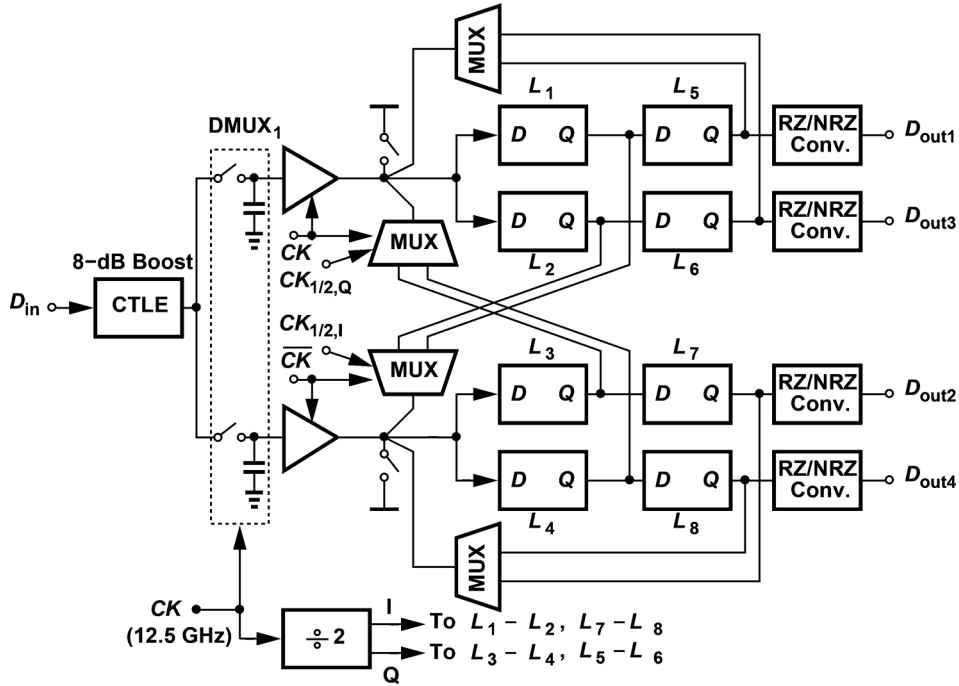 MUX
L1
L5
DMUX1
D Q
D Q
RZ/NRZ
Conv.
Dout1
D Q
D Q
RZ/NRZ
Conv.
Dout3
CK
MUX
CK1/2,Q
L2
L6
8−dB Boost
Din
CTLE
CK1/2,I
C̅K̅
MUX
L3
L7
D Q
D Q
RZ/NRZ
Conv.
Dout2
D Q
D Q
RZ/NRZ
Conv.
Dout4
L4
L8
MUX
CK
(12.5 GHz)
÷ 2
I
To L1 − L2, L7 − L8
Q
To L3 − L4, L5 − L6